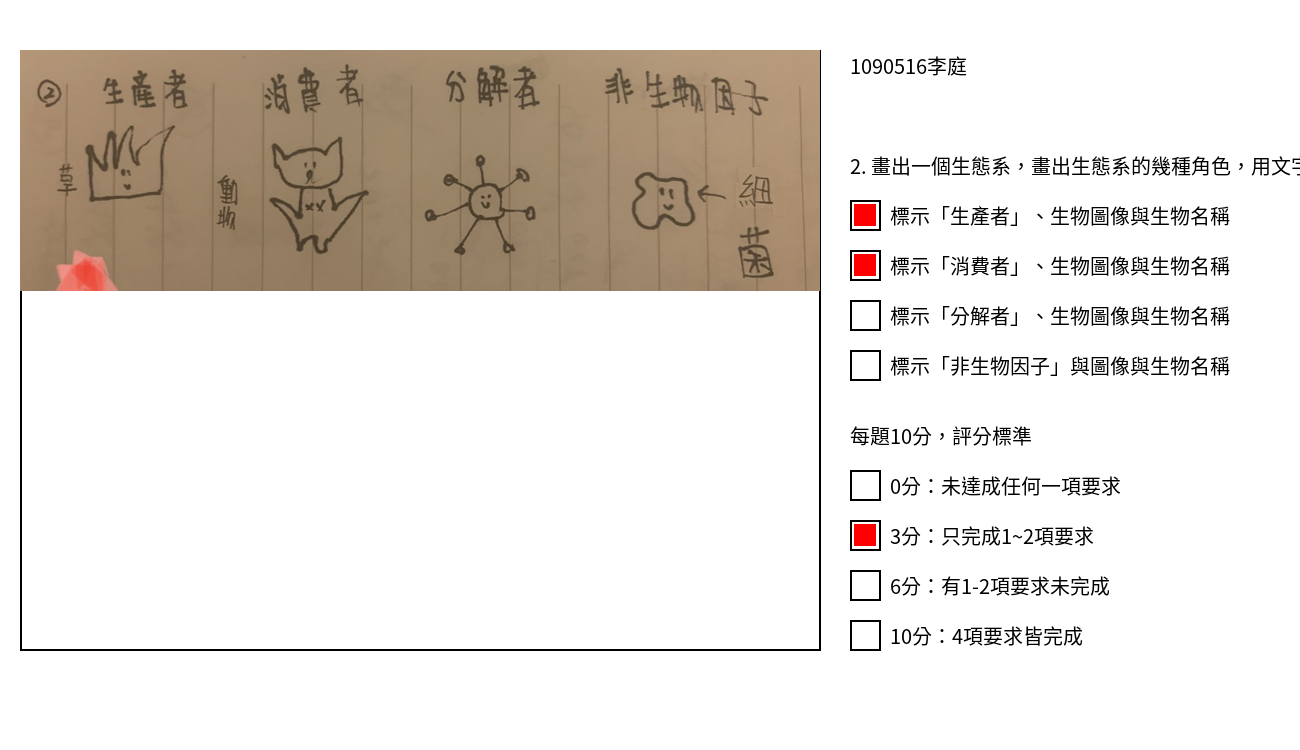 ② 生產者 消費者 分解者 非生物因子
草
動物
細菌
1090516李庭
2. 畫出一個生態系，畫出生態系的幾種角色，用文字
標示「生產者」、生物圖像與生物名稱
標示「消費者」、生物圖像與生物名稱
標示「分解者」、生物圖像與生物名稱
標示「非生物因子」與圖像與生物名稱
每題10分，評分標準
0分：未達成任何一項要求
3分：只完成1~2項要求
6分：有1-2項要求未完成
10分：4項要求皆完成